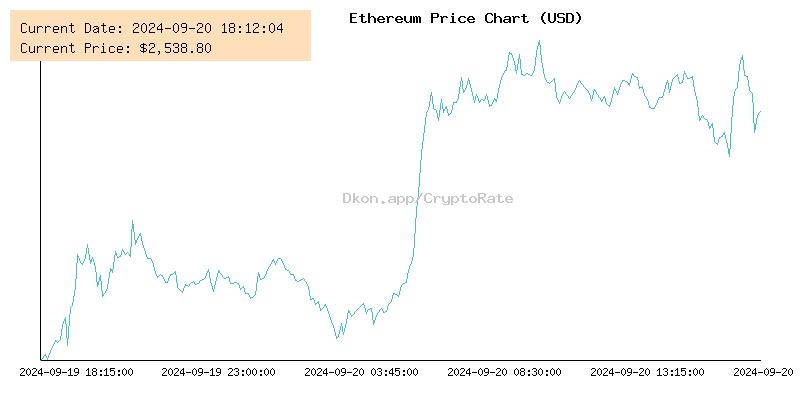 Ethereum Price Chart (USD)
Current Date: 2024-09-20 18:12:04
Current Price: $2,538.80
Dkon.app/CryptoRate
2024-09-19 18:15:00 2024-09-19 23:00:00 2024-09-20 03:45:00 2024-09-20 08:30:00 2024-09-20 13:15:00 2024-09-20